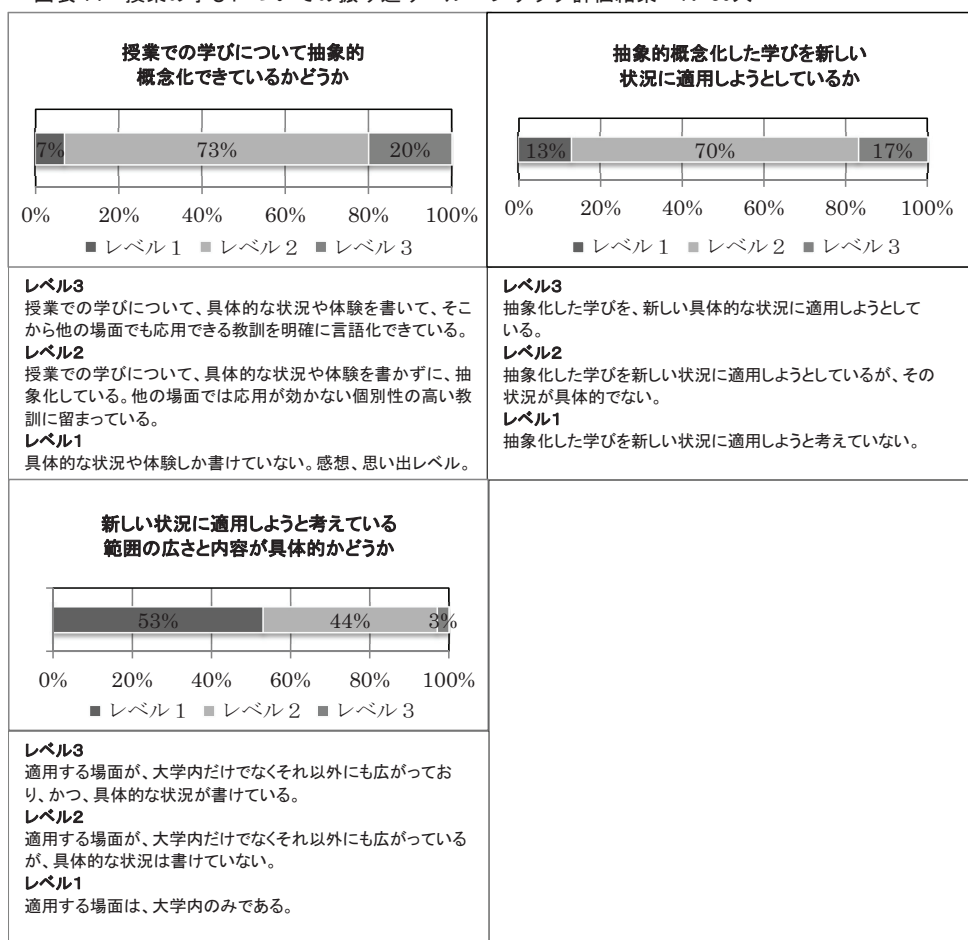 授業での学びについて抽象的
概念化できているかどうか
7% 73% 20%
0% 20% 40% 60% 80% 100%
■ レベル１ ■ レベル２ ■ レベル３
レベル3
授業での学びについて、具体的な状況や体験を書いて、そこ
から他の場面でも応用できる教訓を明確に言語化できている。
レベル2
授業での学びについて、具体的な状況や体験を書かずに、抽
象化している。他の場面では応用が効かない個別性の高い教
訓に留まっている。
レベル1
具体的な状況や体験しか書けていない。感想、思い出レベル。
抽象的概念化した学びを新しい
状況に適用しようとしているか
13% 70% 17%
0% 20% 40% 60% 80% 100%
■ レベル１ ■ レベル２ ■ レベル３
レベル3
抽象化した学びを、新しい具体的な状況に適用しようとして
いる。
レベル2
抽象化した学びを新しい状況に適用しようとしているが、その
状況が具体的でない。
レベル1
抽象化した学びを新しい状況に適用しようと考えていない。
新しい状況に適用しようと考えている
範囲の広さと内容が具体的かどうか
53% 44% 3%
0% 20% 40% 60% 80% 100%
■ レベル１ ■ レベル２ ■ レベル３
レベル3
適用する場面が、大学内だけでなくそれ以外にも広がってお
り、かつ、具体的な状況が書けている。
レベル2
適用する場面が、大学内だけでなくそれ以外にも広がっている
が、具体的な状況は書けていない。
レベル1
適用する場面は、大学内のみである。